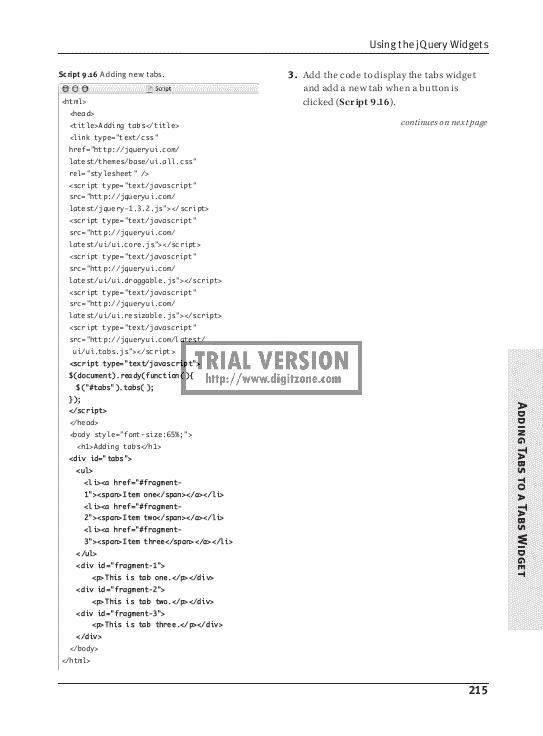 Using the jQuery Widgets
Script 9.16 Adding new tabs.
Script
<html>
<head>
<title>Adding tabs</title>
<link type="text/css"
href="http://jqueryui.com/
latest/themes/base/ui.all.css"
rel="stylesheet" />
<script type="text/javascript"
src="http://jqueryui.com/
latest/jquery-1.3.2.js"></script>
<script type="text/javascript"
src="http://jqueryui.com/
latest/ui/ui.core.js"></script>
<script type="text/javascript"
src="http://jqueryui.com/
latest/ui/ui.draggable.js"></script>
<script type="text/javascript"
src="http://jqueryui.com/
latest/ui/ui.resizable.js"></script>
<script type="text/javascript"
src="http://jqueryui.com/latest/
ui/ui.tabs.js"></script>
<script type="text/javascript">
$(document).ready(function(){
$("#tabs").tabs();
});
</script>
</head>
<body style="font-size:65%;">
<h1>Adding tabs</h1>
<div id="tabs">
<ul>
<li><a href="#fragment-
1"><span>Item one</span></a></li>
<li><a href="#fragment-
2"><span>Item two</span></a></li>
<li><a href="#fragment-
3"><span>Item three</span></a></li>
</ul>
<div id="fragment-1">
<p>This is tab one.</p></div>
<div id="fragment-2">
<p>This is tab two.</p></div>
<div id="fragment-3">
<p>This is tab three.</p></div>
</div>
</body>
</html>
3. Add the code to display the tabs widget
and add a new tab when a button is
clicked (Script 9.16).
continues on next page
TRIAL VERSION
http://www.digitzone.com
Adding Tabs to a Tabs Widget
215